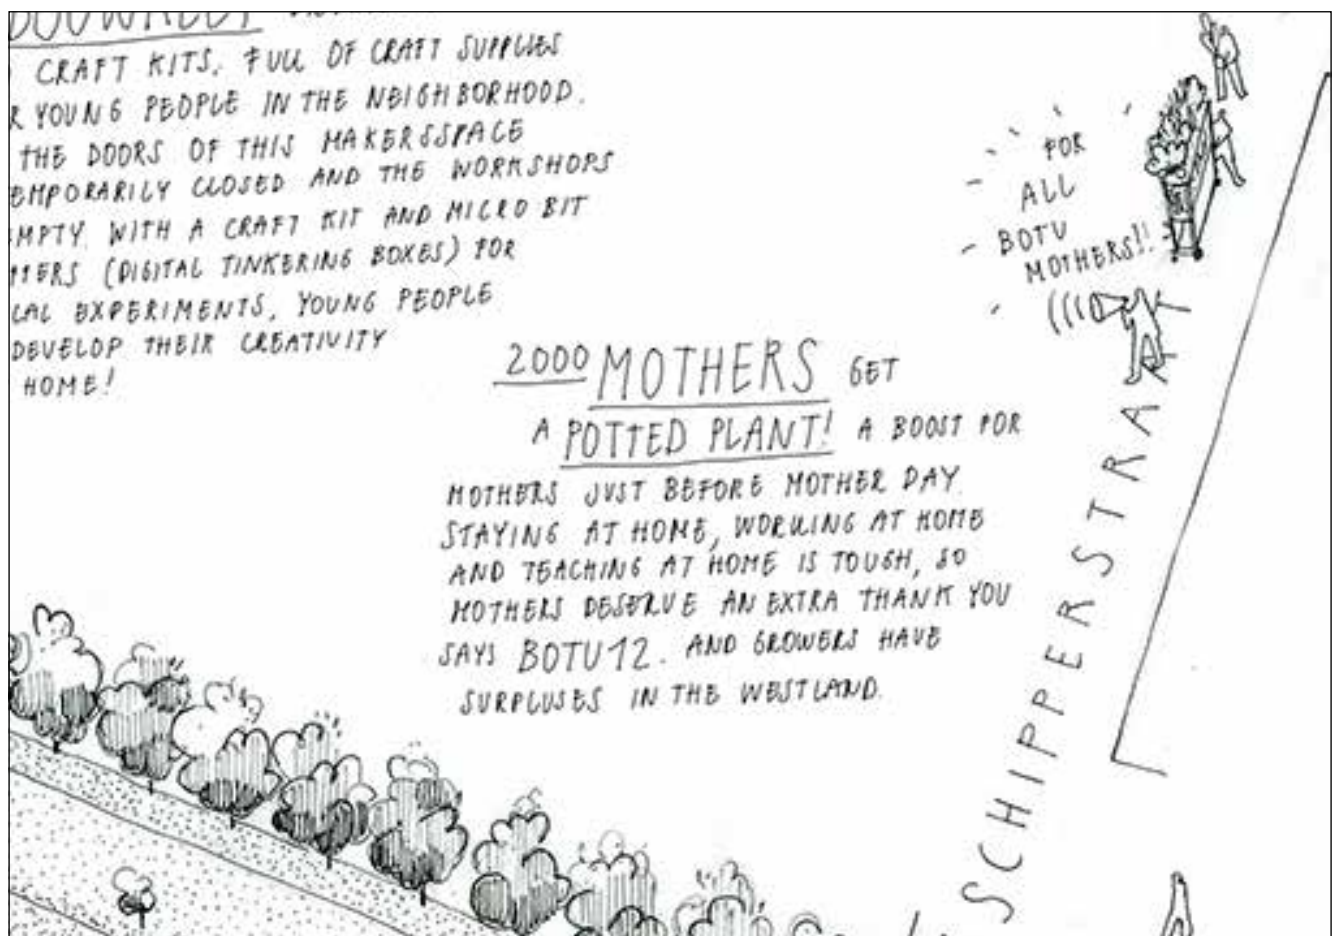 CRAFT KITS. FULL OF CRAFT SUPPLIES
R YOUNG PEOPLE IN THE NEIGHBORHOOD.
THE DOORS OF THIS MAKERSSPACE
EMPORARILY CLOSED AND THE WORKSHOPS
MPTY. WITH A CRAFT KIT AND MICRO BIT
(DIGITAL TINKERING BOXES) FOR
CAL EXPERIMENTS, YOUNG PEOPLE
DEVELOP THEIR CREATIVITY
HOME!
FOR
ALL
BOTU
MOTHERS!!
2000 MOTHERS GET
A POTTED PLANT! A BOOST FOR
MOTHERS JUST BEFORE MOTHER DAY.
STAYING AT HOME, WORKING AT HOME
AND TEACHING AT HOME IS TOUGH, SO
MOTHERS DESERVE AN EXTRA THANK YOU
SAYS BOTU12. AND GROWERS HAVE
SURPLUSES IN THE WESTLAND.
SCHIPPERSTRAAT